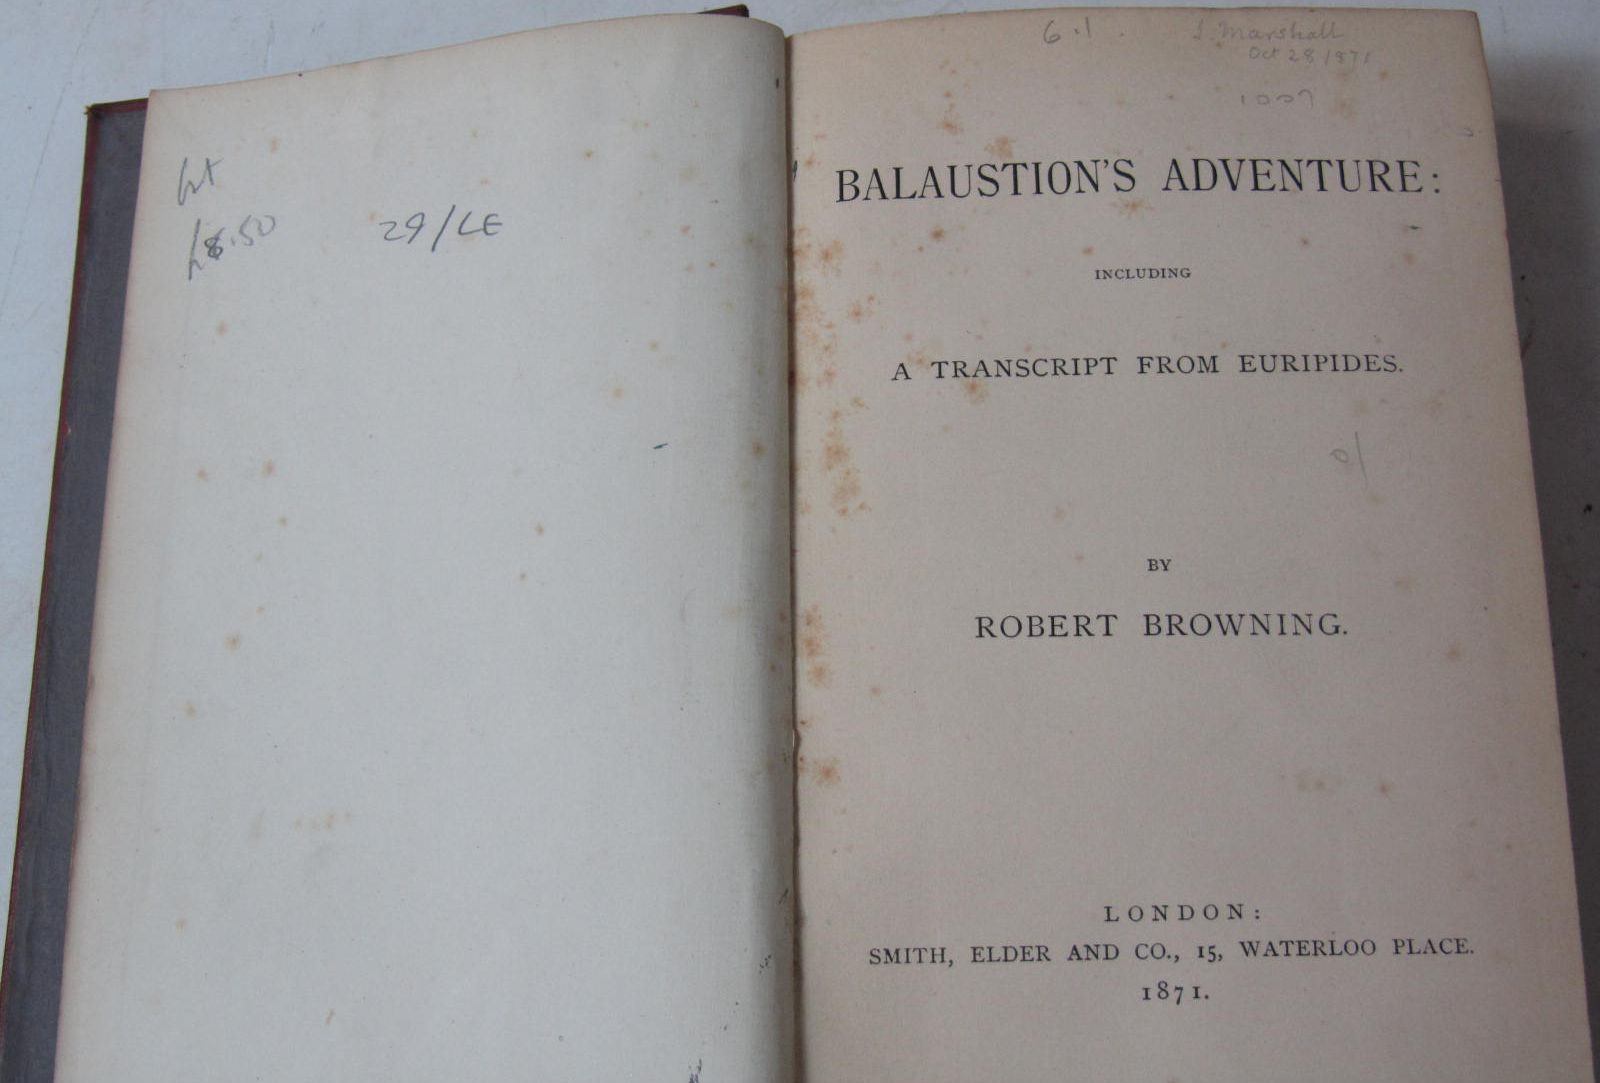 £8.50
29/LE
6.1.
J. Marshall
Oct 28 1871
BALAUSTION'S ADVENTURE:
INCLUDING
A TRANSCRIPT FROM EURIPIDES.
BY
ROBERT BROWNING.
LONDON:
SMITH, ELDER AND CO., 15, WATERLOO PLACE.
1871.